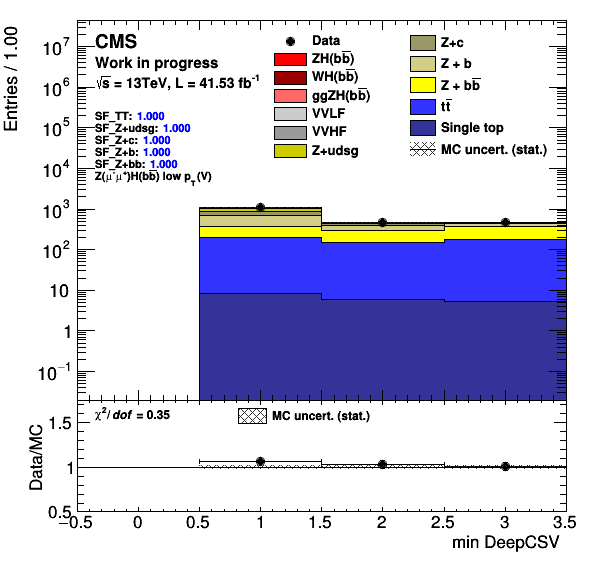 CMS
Work in progress
√s = 13TeV, L = 41.53 fb⁻¹
SF_TT: 1.000
SF_Z+udsg: 1.000
SF_Z+c: 1.000
SF_Z+b: 1.000
SF_Z+bb: 1.000
Z(μ⁻μ⁺)H(bb̅) low p_T(V)
Data
ZH(bb̅)
WH(bb̅)
ggZH(bb̅)
VVLF
VVHF
Z+udsg
Z+c
Z + b
Z + bb̅
tt̅
Single top
MC uncert. (stat.)
Entries / 1.00
10⁷
10⁶
10⁵
10⁴
10³
10²
10
1
10⁻¹
χ²/dof = 0.35
MC uncert. (stat.)
Data/MC
1.5
1
0.5
−0.5 0 0.5 1 1.5 2 2.5 3 3.5
min DeepCSV